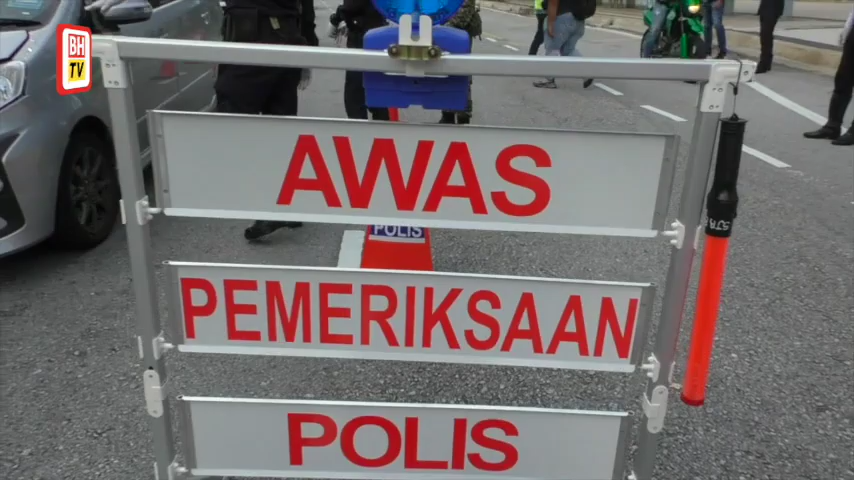 BH
TV
AWAS
POLIS
PEMERIKSAAN
POLIS